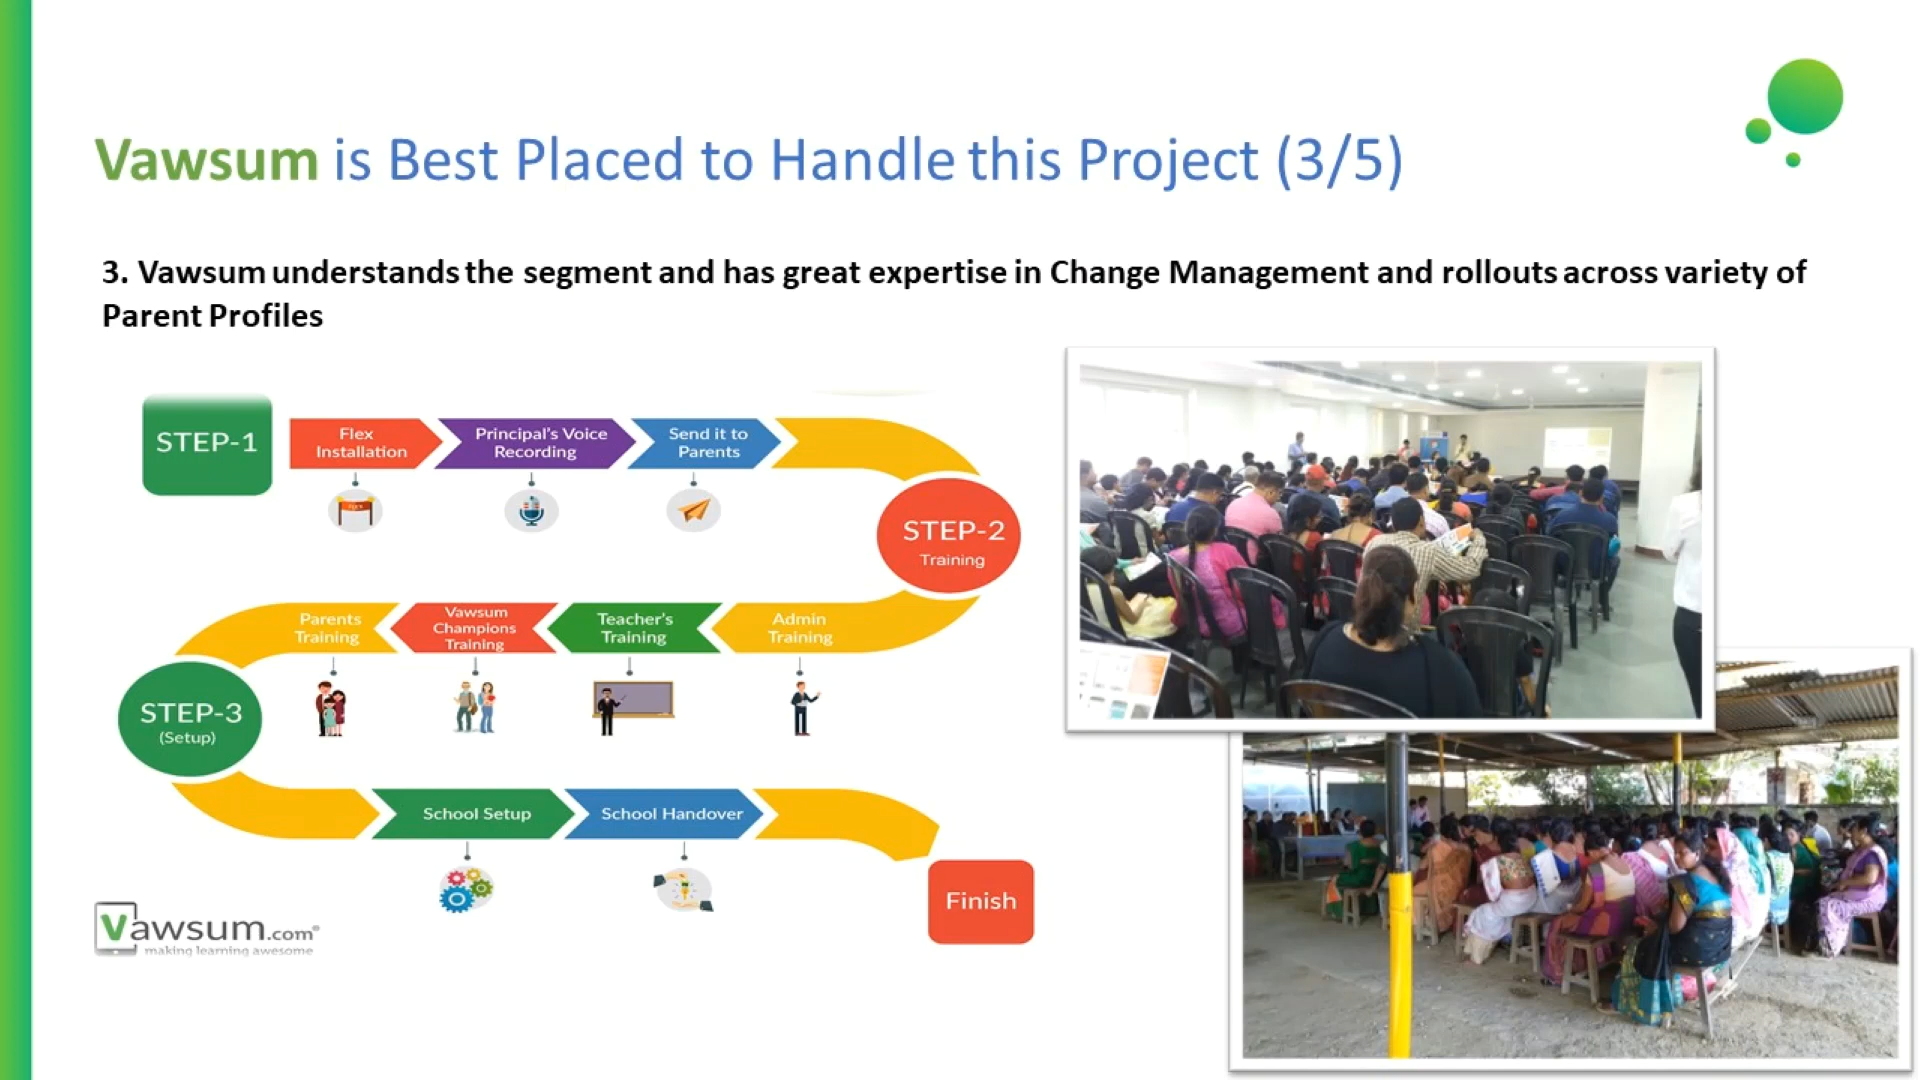 Vawsum is Best Placed to Handle this Project (3/5)
3. Vawsum understands the segment and has great expertise in Change Management and rollouts across variety of
Parent Profiles
STEP-1
Flex
Installation
Principal's Voice
Recording
Send it to
Parents
STEP-2
Training
Admin
Training
Teacher's
Training
Vawsum
Champions
Training
Parents
Training
STEP-3
(Setup)
School Setup
School Handover
Finish
Vawsum.com®
making learning awesome